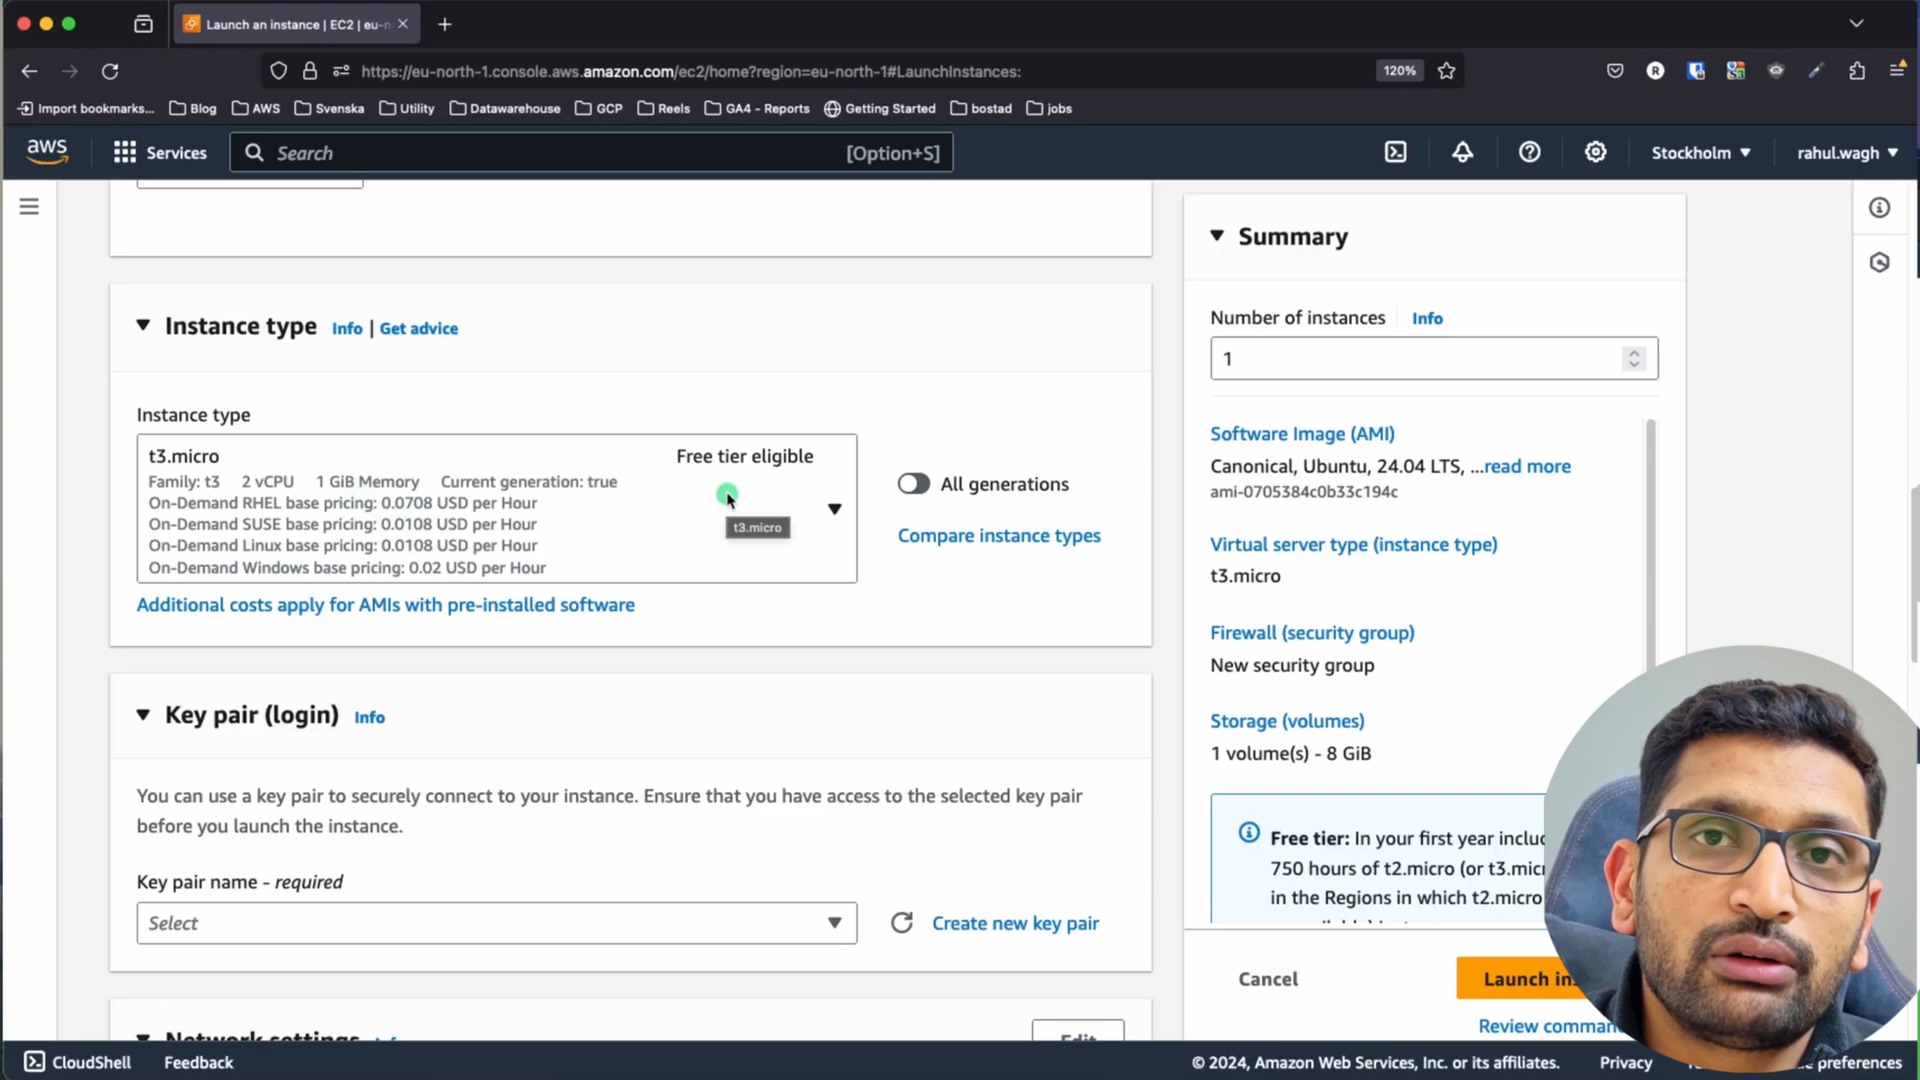 Launch an instance | EC2 | eu-n
https://eu-north-1.console.aws.amazon.com/ec2/home?region=eu-north-1#LaunchInstances:
120%
Import bookmarks...
Blog
AWS
Svenska
Utility
Datawarehouse
GCP
Reels
GA4 - Reports
Getting Started
bostad
jobs
aws
Services
Search
[Option+S]
Stockholm
rahul.wagh
Instance type
Info | Get advice
Instance type
t3.micro
Free tier eligible
Family: t3 2 vCPU 1 GiB Memory Current generation: true
On-Demand RHEL base pricing: 0.0708 USD per Hour
On-Demand SUSE base pricing: 0.0108 USD per Hour
On-Demand Linux base pricing: 0.0108 USD per Hour
On-Demand Windows base pricing: 0.02 USD per Hour
t3.micro
All generations
Compare instance types
Additional costs apply for AMIs with pre-installed software
Key pair (login) Info
You can use a key pair to securely connect to your instance. Ensure that you have access to the selected key pair
before you launch the instance.
Key pair name - required
Select
Create new key pair
Network settings
Edit
Summary
Number of instances
Info
1
Software Image (AMI)
Canonical, Ubuntu, 24.04 LTS, ...read more
ami-0705384c0b33c194c
Virtual server type (instance type)
t3.micro
Firewall (security group)
New security group
Storage (volumes)
1 volume(s) - 8 GiB
Free tier: In your first year includ
750 hours of t2.micro (or t3.micr
in the Regions in which t2.micro
Cancel
Launch in
Review comman
CloudShell
Feedback
© 2024, Amazon Web Services, Inc. or its affiliates.
Privacy
preferences